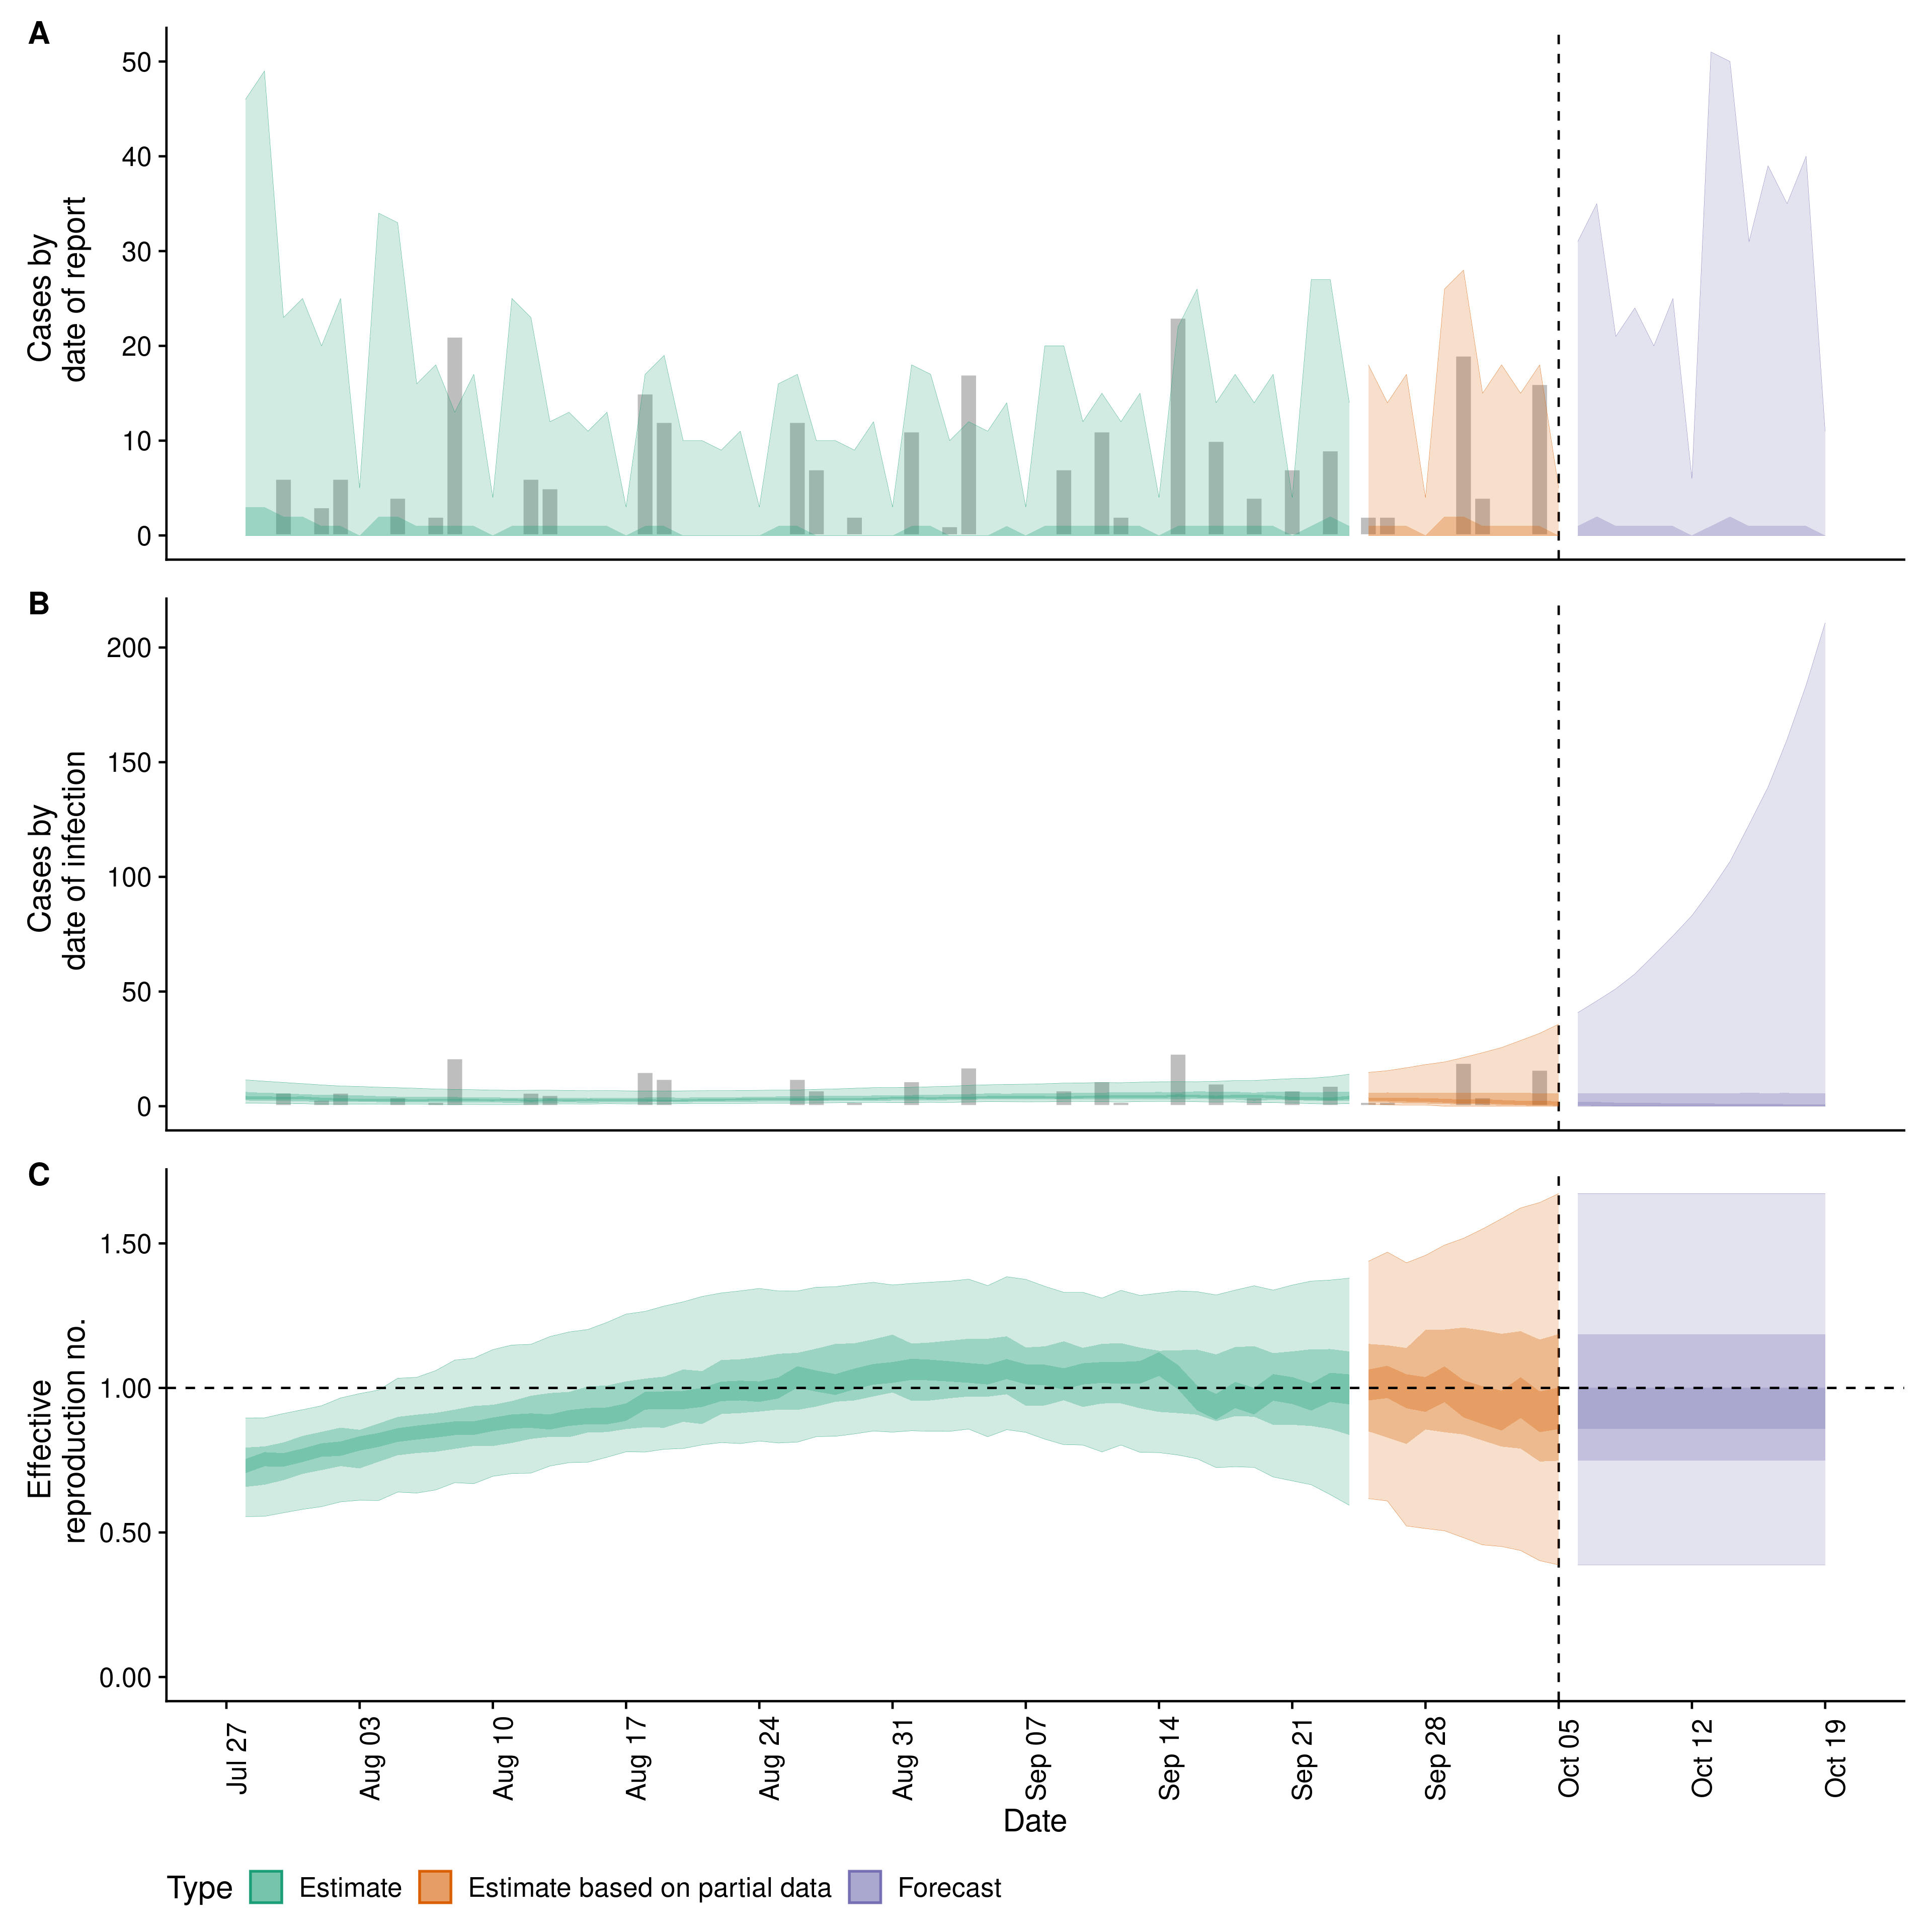 A
50
40
30
20
10
0
Cases by
date of report
B
200
150
100
50
0
Cases by
date of infection
C
1.50
1.00
0.50
0.00
Effective
reproduction no.
Jul 27
Aug 03
Aug 10
Aug 17
Aug 24
Aug 31
Sep 07
Sep 14
Sep 21
Sep 28
Oct 05
Oct 12
Oct 19
Date
Type Estimate Estimate based on partial data Forecast